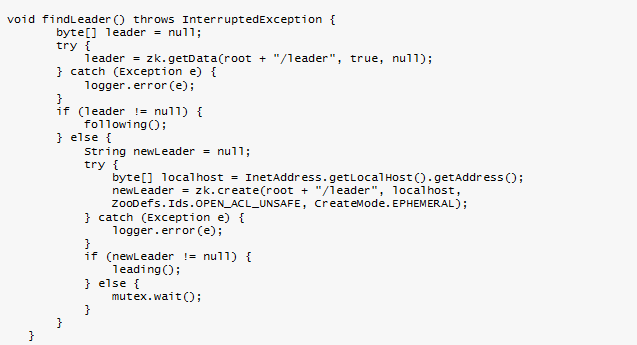 void findLeader() throws InterruptedException {
        byte[] leader = null;
        try {
            leader = zk.getData(root + "/leader", true, null);
        } catch (Exception e) {
            logger.error(e);
        }
        if (leader != null) {
            following();
        } else {
            String newLeader = null;
            try {
                byte[] localhost = InetAddress.getLocalHost().getAddress();
                newLeader = zk.create(root + "/leader", localhost,
                ZooDefs.Ids.OPEN_ACL_UNSAFE, CreateMode.EPHEMERAL);
            } catch (Exception e) {
                logger.error(e);
            }
            if (newLeader != null) {
                leading();
            } else {
                mutex.wait();
            }
        }
    }